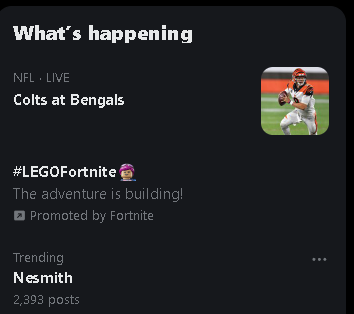 What's happening
NFL · LIVE
Colts at Bengals
#LEGOFortnite
The adventure is building!
Promoted by Fortnite
Trending
Nesmith
2,393 posts